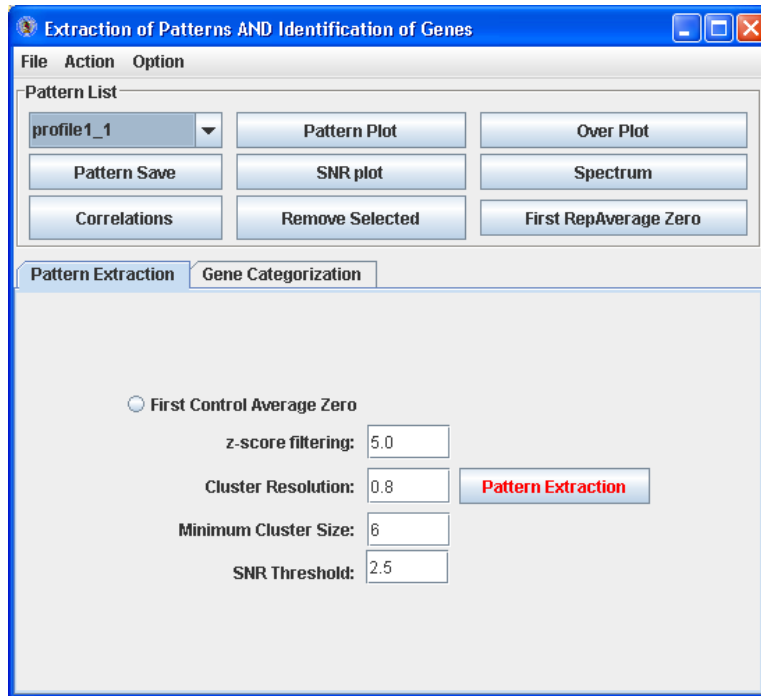 Extraction of Patterns AND Identification of Genes
File Action Option
Pattern List
profile1_1 Pattern Plot Over Plot
Pattern Save SNR plot Spectrum
Correlations Remove Selected First RepAverage Zero
Pattern Extraction Gene Categorization
First Control Average Zero
z-score filtering: 5.0
Cluster Resolution: 0.8 Pattern Extraction
Minimum Cluster Size: 6
SNR Threshold: 2.5